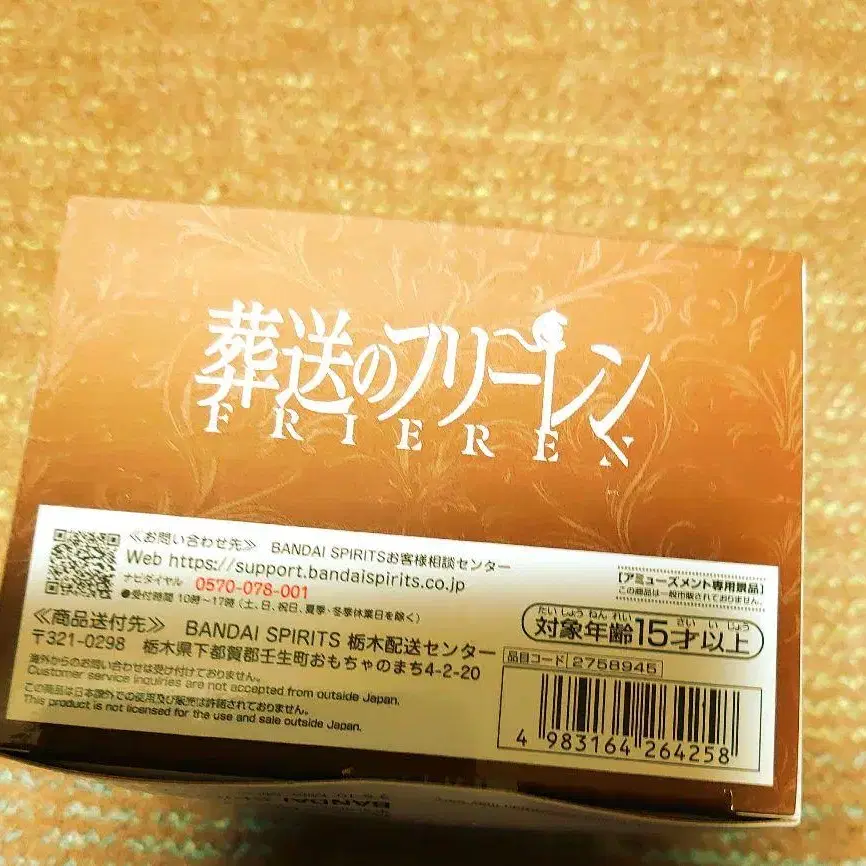 葬送のフリーレン
FRIEREN
≪お問い合わせ先≫ BANDAI SPIRITSお客様相談センター
Web https://support.bandaispirits.co.jp
ナビダイヤル 0570-078-001
●受付時間 10時～17時(土、日、祝日、夏季・冬季休業日を除く)
≪商品送付先≫ BANDAI SPIRITS 栃木配送センター
〒321-0298 栃木県下都賀郡壬生町おもちゃのまち4-2-20
海外からのお問い合わせは受け付けておりません。
Customer service inquiries are not accepted from outside Japan.
この商品は日本国外での使用及び販売は許諾されておりません。
This product is not licensed for the use and sale outside Japan.
[アミューズメント専用景品]
この商品は一般市販されておりません。
たいしょうねんれい さいいじょう
対象年齢15才以上
品目コード 2758945
4 983164 264258
BANDAI